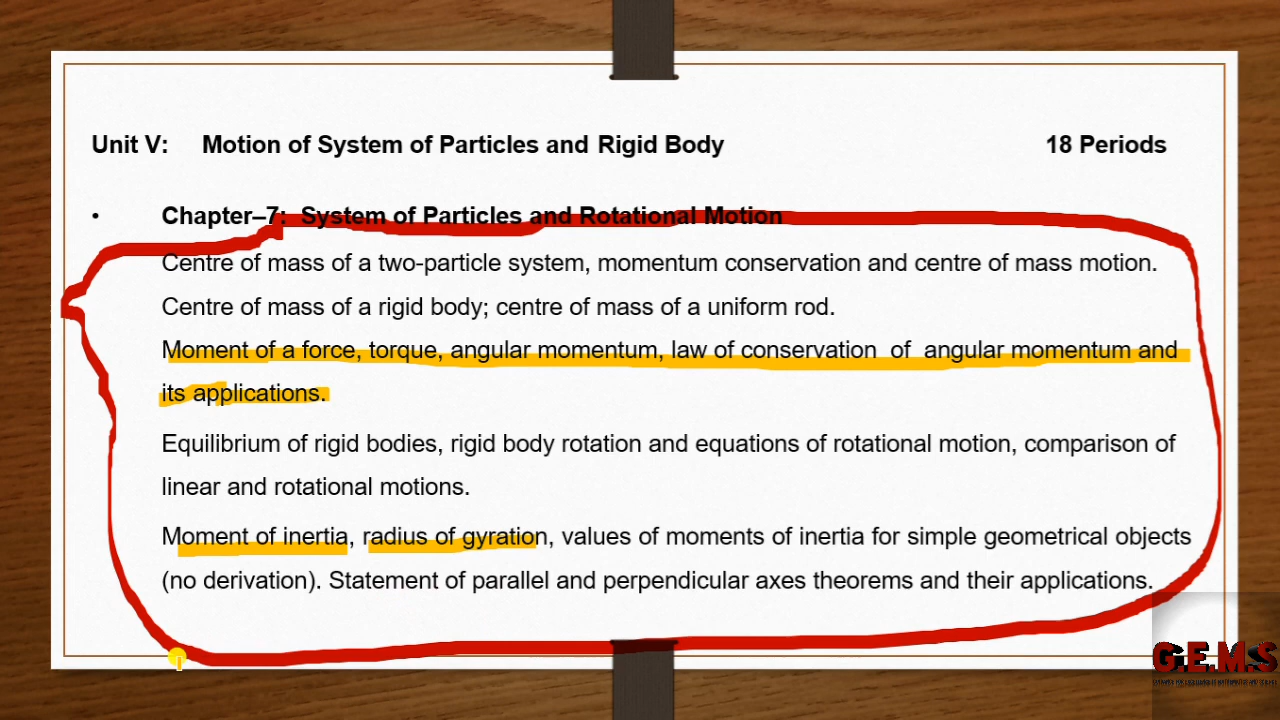 Unit V: Motion of System of Particles and Rigid Body 18 Periods
• Chapter–7: System of Particles and Rotational Motion
Centre of mass of a two-particle system, momentum conservation and centre of mass motion.
Centre of mass of a rigid body; centre of mass of a uniform rod.
Moment of a force, torque, angular momentum, law of conservation of angular momentum and
its applications.
Equilibrium of rigid bodies, rigid body rotation and equations of rotational motion, comparison of
linear and rotational motions.
Moment of inertia, radius of gyration, values of moments of inertia for simple geometrical objects
(no derivation). Statement of parallel and perpendicular axes theorems and their applications.
G.E.M.S